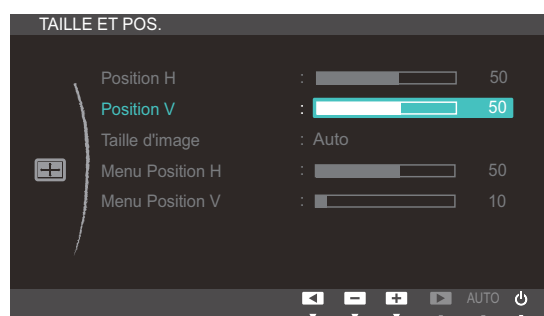 TAILLE ET POS.
Position H : 50
Position V : 50
Taille d'image : Auto
Menu Position H : 50
Menu Position V : 10
AUTO